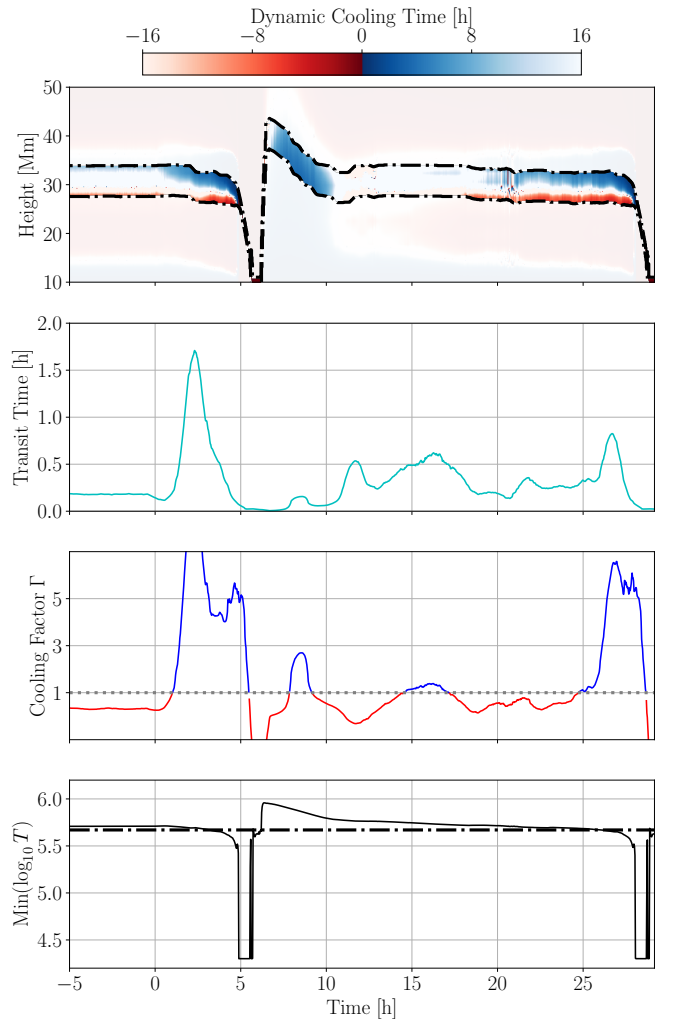 Dynamic Cooling Time [h]
−16 −8 0 8 16
50
40
30
20
10
Height [Mm]
2.0
1.5
1.0
0.5
0.0
Transit Time [h]
5
3
1
Cooling Factor Γ
6.0
5.5
5.0
4.5
Min(log₁₀ T)
−5 0 5 10 15 20 25
Time [h]